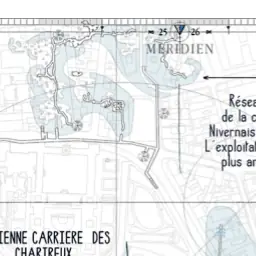 25 26
MERIDIEN
Résea
de la c
Nivernais
L'exploitat
plus an
IENNE CARRIERE DES
CHARTREUX